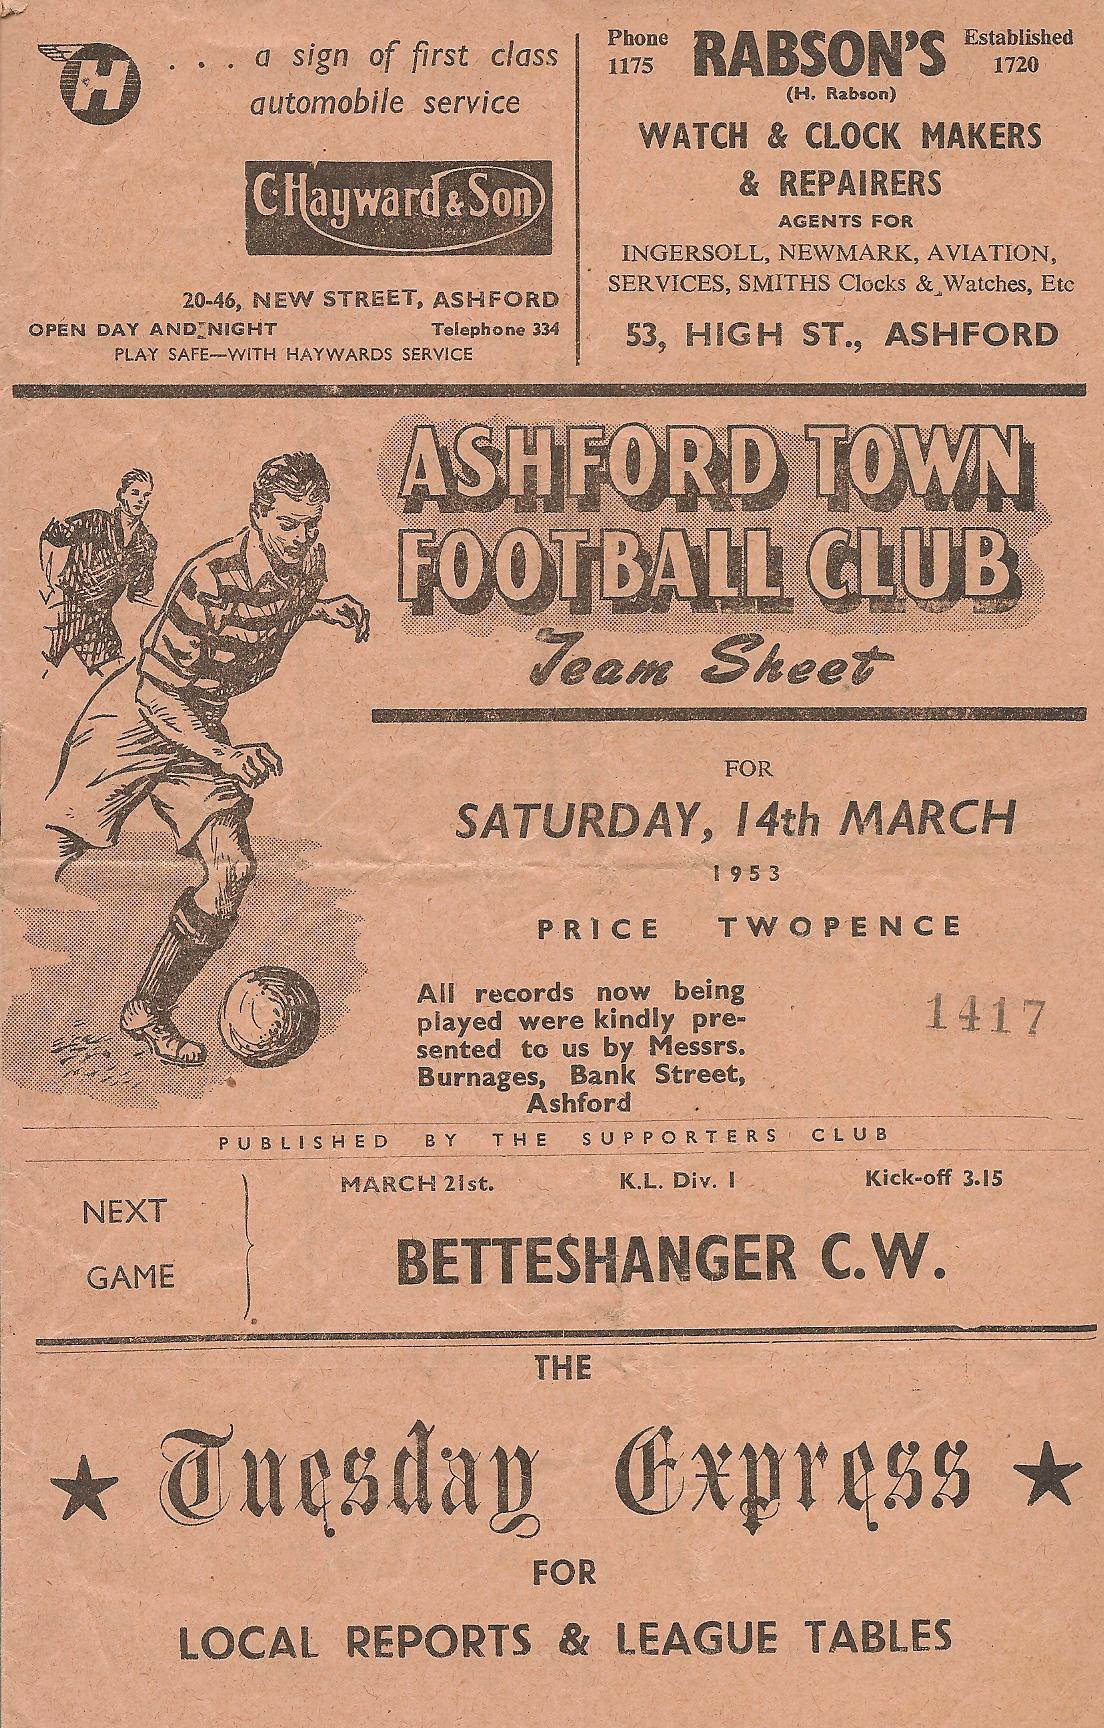 H
. . . a sign of first class
automobile service
C. Hayward & Son
20-46, NEW STREET, ASHFORD
OPEN DAY AND NIGHT Telephone 334
PLAY SAFE—WITH HAYWARDS SERVICE
Phone 1175
RABSON'S
Established 1720
(H. Rabson)
WATCH & CLOCK MAKERS
& REPAIRERS
AGENTS FOR
INGERSOLL, NEWMARK, AVIATION,
SERVICES, SMITHS Clocks & Watches, Etc
53, HIGH ST., ASHFORD
ASHFORD TOWN
FOOTBALL CLUB
Team Sheet
FOR
SATURDAY, 14th MARCH
1953
PRICE TWOPENCE
All records now being
played were kindly pre-
sented to us by Messrs.
Burnages, Bank Street,
Ashford
1417
PUBLISHED BY THE SUPPORTERS CLUB
NEXT
GAME
MARCH 21st. K.L. Div. 1 Kick-off 3.15
BETTESHANGER C.W.
THE
Tuesday Express
FOR
LOCAL REPORTS & LEAGUE TABLES